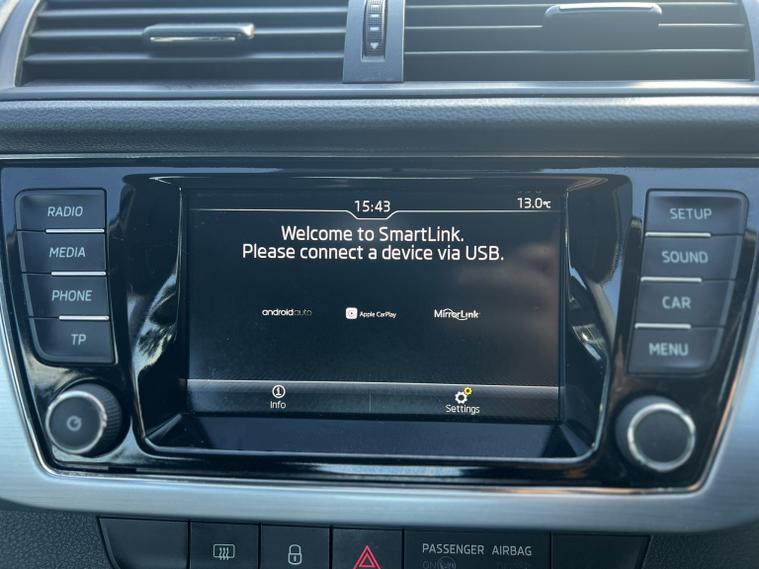 15:43
13.0°C
Welcome to SmartLink.
Please connect a device via USB.
androidauto
Apple CarPlay
MirrorLink
Info
Settings
RADIO
MEDIA
PHONE
TP
SETUP
SOUND
CAR
MENU
PASSENGER AIRBAG